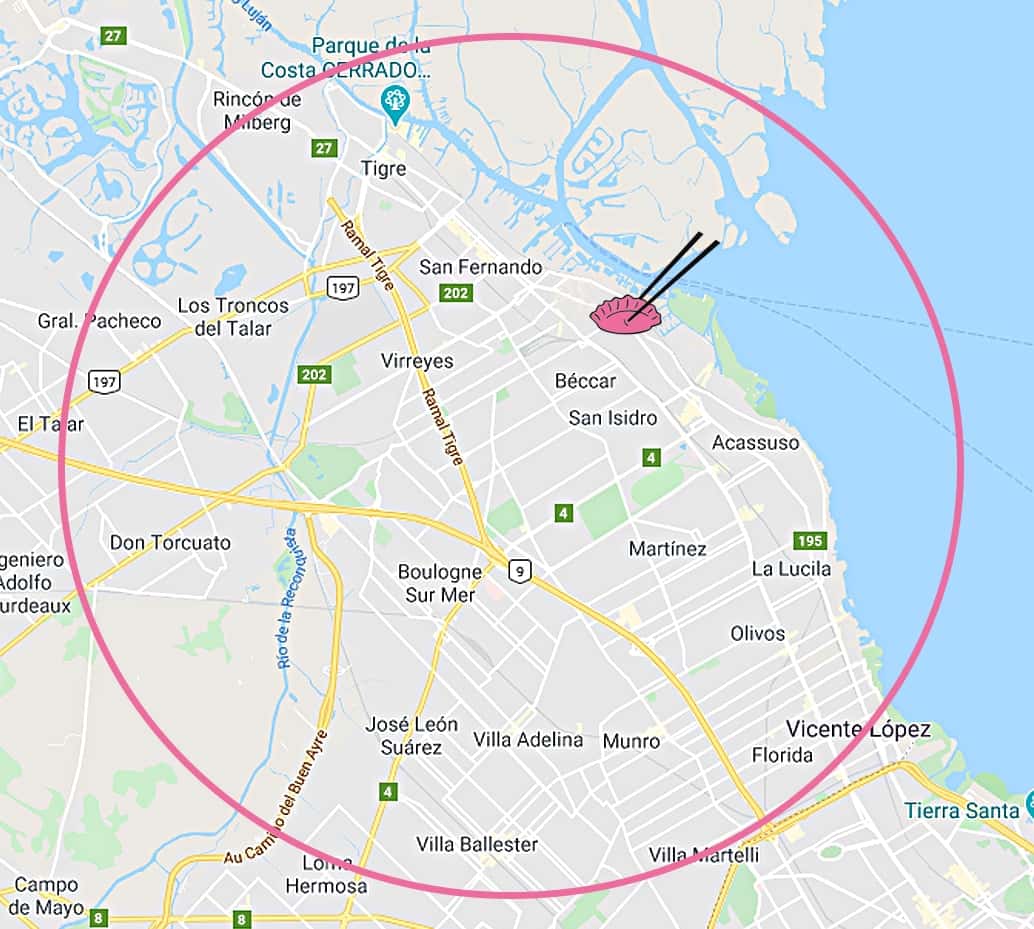 Luján
27
Parque de la
Costa CERRADO...
Rincón de
Milberg
27
Tigre
Ramal Tigre
San Fernando
197
202
Los Troncos
del Talar
Gral. Pacheco
Virreyes
202
197
Béccar
El Talar
Ramal Tigre
San Isidro
Acassuso
4
4
Don Torcuato
195
Martínez
La Lucila
geniero
Adolfo
urdeaux
Boulogne
Sur Mer
9
Río de la Reconquista
Olivos
José León
Suárez
Villa Adelina
Munro
Vicente López
Florida
4
Au Camino del Buen Ayre
Tierra Santa
Villa Ballester
Villa Martelli
Loma
Hermosa
Campo
de Mayo
8
8